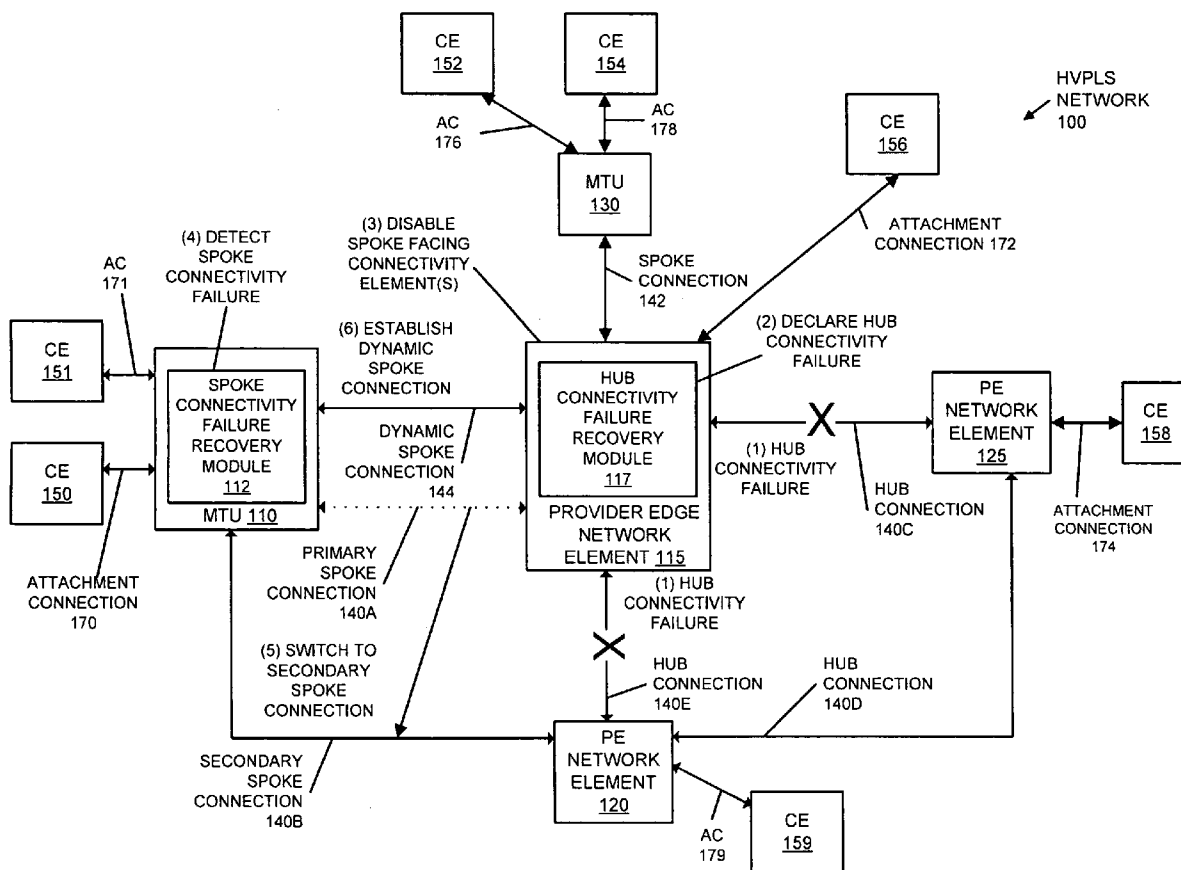 CE
152
CE
154
HVPLS
NETWORK
100
AC
176
AC
178
CE
156
MTU
130
ATTACHMENT
CONNECTION 172
(3) DISABLE
SPOKE FACING
CONNECTIVITY
ELEMENT(S)
SPOKE
CONNECTION
142
(4) DETECT
SPOKE
CONNECTIVITY
FAILURE
AC
171
(2) DECLARE HUB
CONNECTIVITY
FAILURE
(6) ESTABLISH
DYNAMIC
SPOKE
CONNECTION
CE
151
CE
150
SPOKE
CONNECTIVITY
FAILURE
RECOVERY
MODULE
112
MTU 110
DYNAMIC
SPOKE
CONNECTION
144
HUB
CONNECTIVITY
FAILURE
RECOVERY
MODULE
117
PROVIDER EDGE
NETWORK
ELEMENT 115
X
(1) HUB
CONNECTIVITY
FAILURE
HUB
CONNECTION
140C
PE
NETWORK
ELEMENT
125
CE
158
ATTACHMENT
CONNECTION
174
ATTACHMENT
CONNECTION
170
PRIMARY
SPOKE
CONNECTION
140A
(1) HUB
CONNECTIVITY
FAILURE
X
(5) SWITCH TO
SECONDARY
SPOKE
CONNECTION
HUB
CONNECTION
140E
HUB
CONNECTION
140D
SECONDARY
SPOKE
CONNECTION
140B
PE
NETWORK
ELEMENT
120
AC
179
CE
159